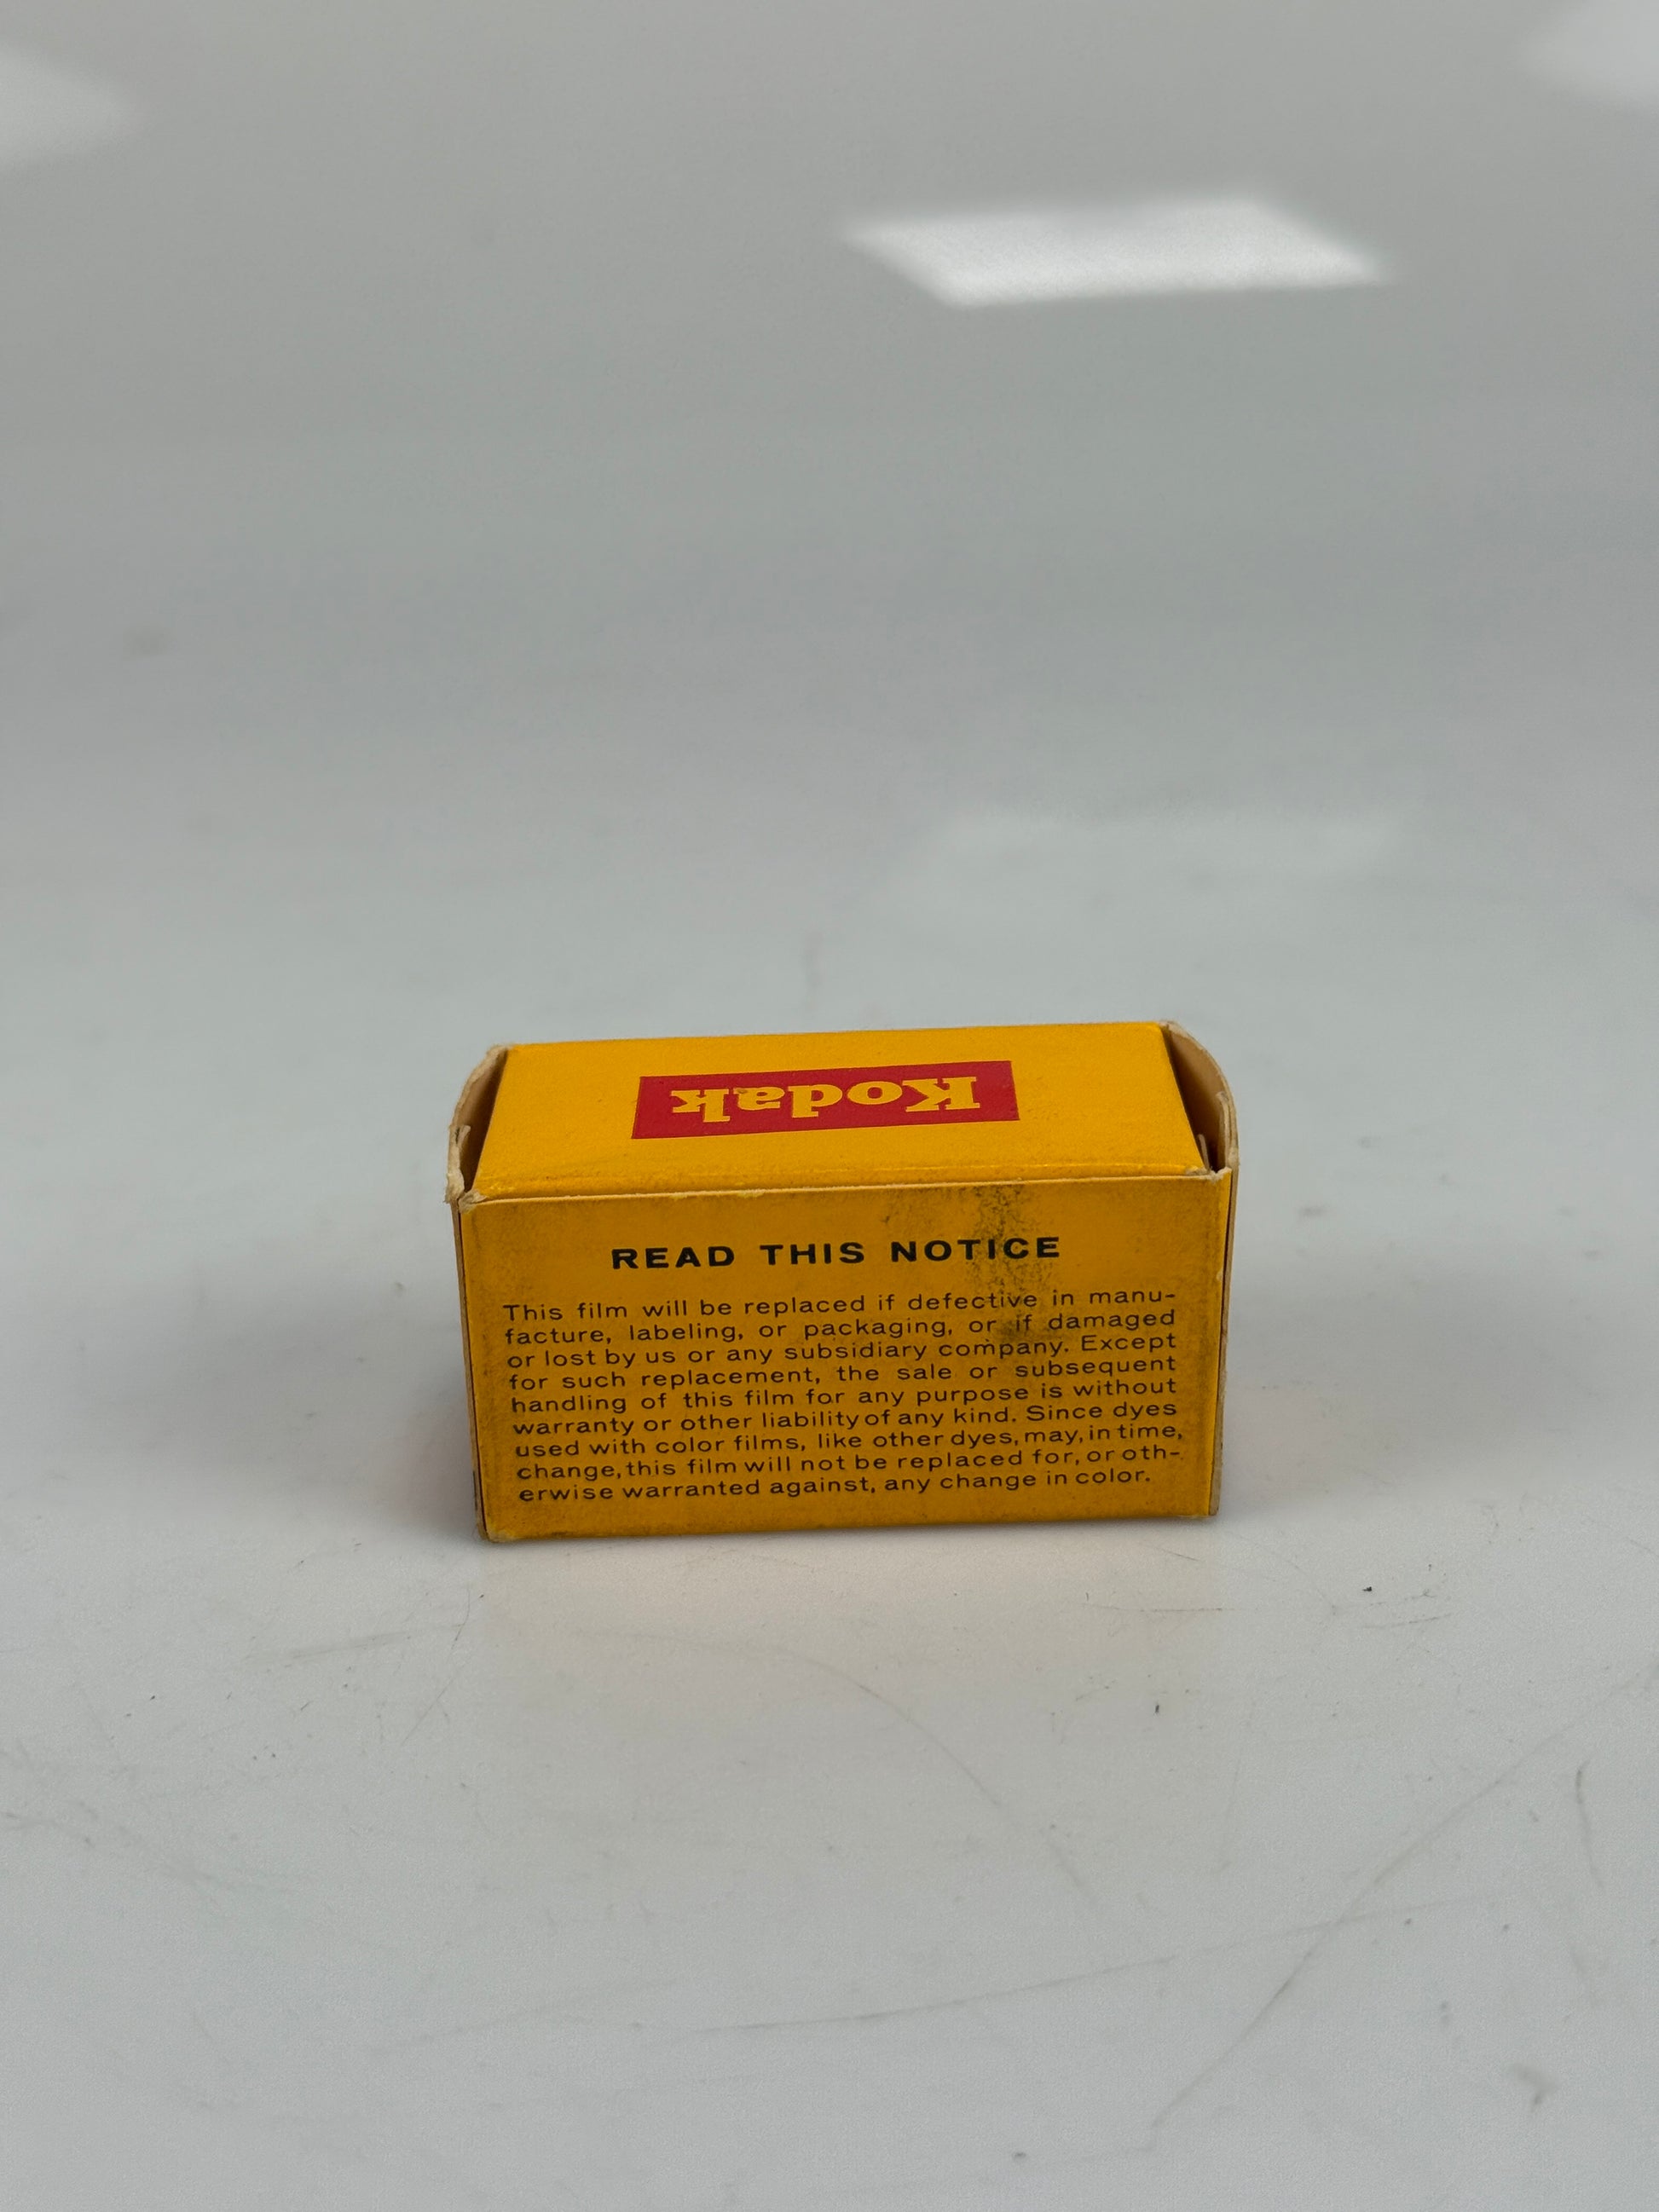 Kodak
READ THIS NOTICE
This film will be replaced if defective in manu-
facture, labeling, or packaging, or if damaged
or lost by us or any subsidiary company. Except
for such replacement, the sale or subsequent
handling of this film for any purpose is without
warranty or other liability of any kind. Since dyes
used with color films, like other dyes, may, in time,
change, this film will not be replaced for, or oth-
erwise warranted against, any change in color.